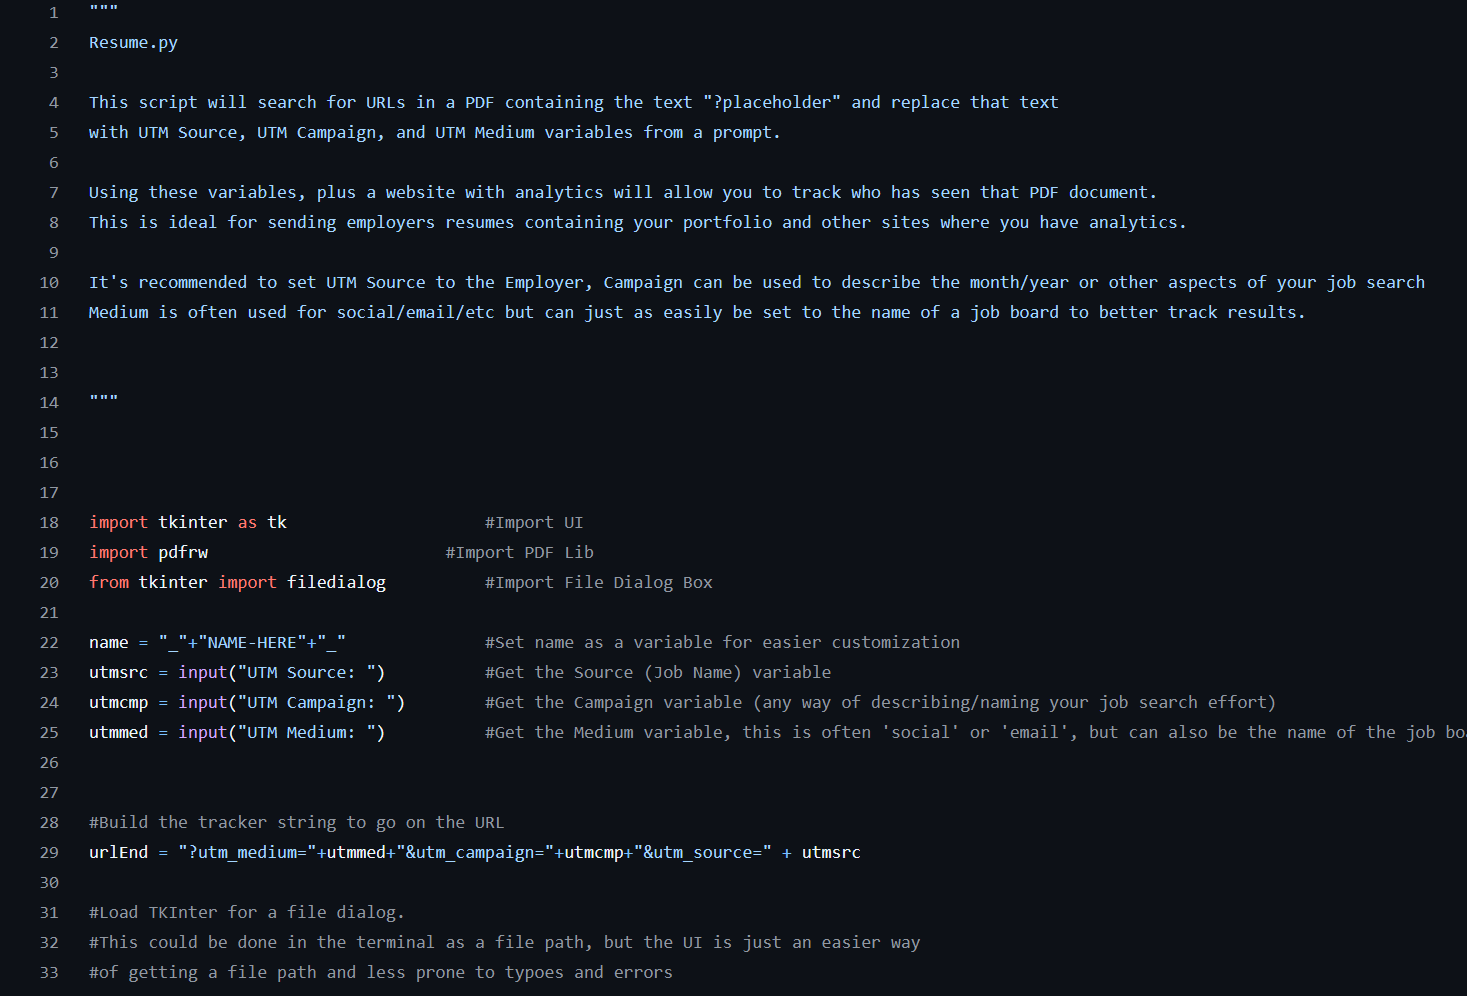 1 """
2 Resume.py
3
4 This script will search for URLs in a PDF containing the text "?placeholder" and replace that text
5 with UTM Source, UTM Campaign, and UTM Medium variables from a prompt.
6
7 Using these variables, plus a website with analytics will allow you to track who has seen that PDF document.
8 This is ideal for sending employers resumes containing your portfolio and other sites where you have analytics.
9
10 It's recommended to set UTM Source to the Employer, Campaign can be used to describe the month/year or other aspects of your job search
11 Medium is often used for social/email/etc but can just as easily be set to the name of a job board to better track results.
12
13
14 """
15
16
17
18 import tkinter as tk #Import UI
19 import pdfrw #Import PDF Lib
20 from tkinter import filedialog #Import File Dialog Box
21
22 name = "_"+"NAME-HERE"+"_" #Set name as a variable for easier customization
23 utmsrc = input("UTM Source: ") #Get the Source (Job Name) variable
24 utmcmp = input("UTM Campaign: ") #Get the Campaign variable (any way of describing/naming your job search effort)
25 utmmed = input("UTM Medium: ") #Get the Medium variable, this is often 'social' or 'email', but can also be the name of the job bo
26
27
28 #Build the tracker string to go on the URL
29 urlEnd = "?utm_medium="+utmmed+"&utm_campaign="+utmcmp+"&utm_source=" + utmsrc
30
31 #Load TKInter for a file dialog.
32 #This could be done in the terminal as a file path, but the UI is just an easier way
33 #of getting a file path and less prone to typoes and errors